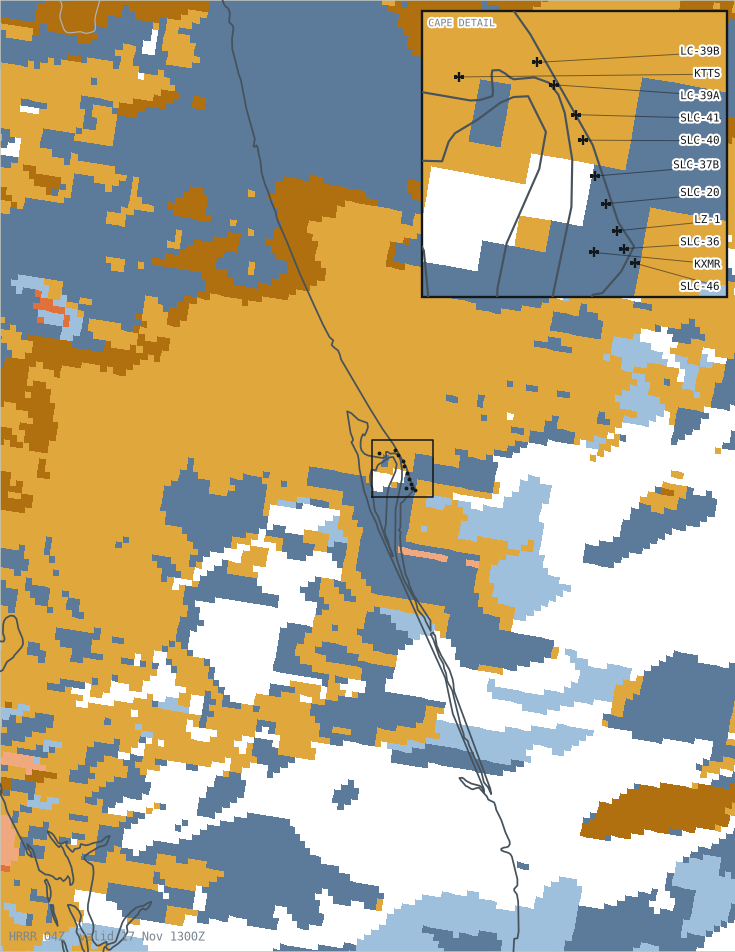 CAPE DETAIL
LC-39B
KTTS
LC-39A
SLC-41
SLC-40
SLC-37B
SLC-20
LZ-1
SLC-36
KXMR
SLC-46
HRRR 04Z valid 27 Nov 1300Z